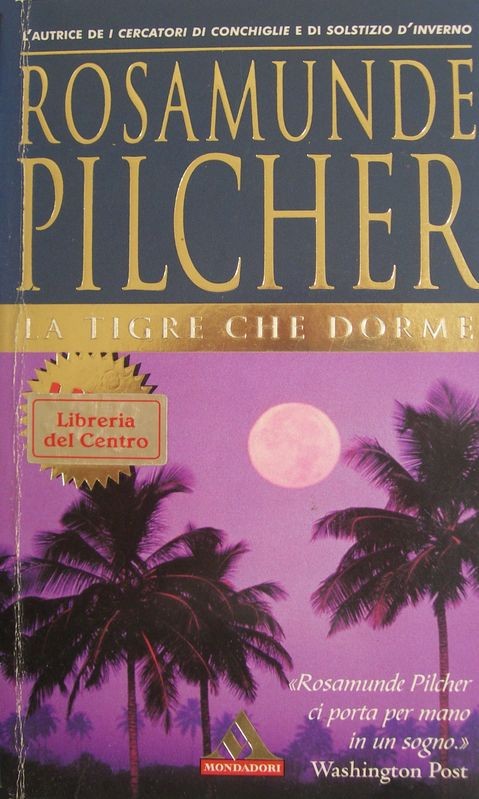 L'AUTRICE DE I CERCATORI DI CONCHIGLIE E DI SOLSTIZIO D'INVERNO
ROSAMUNDE
PILCHER
LA TIGRE CHE DORME
Libreria
del Centro
«Rosamunde Pilcher
ci porta per mano
in un sogno.»
Washington Post
MONDADORI